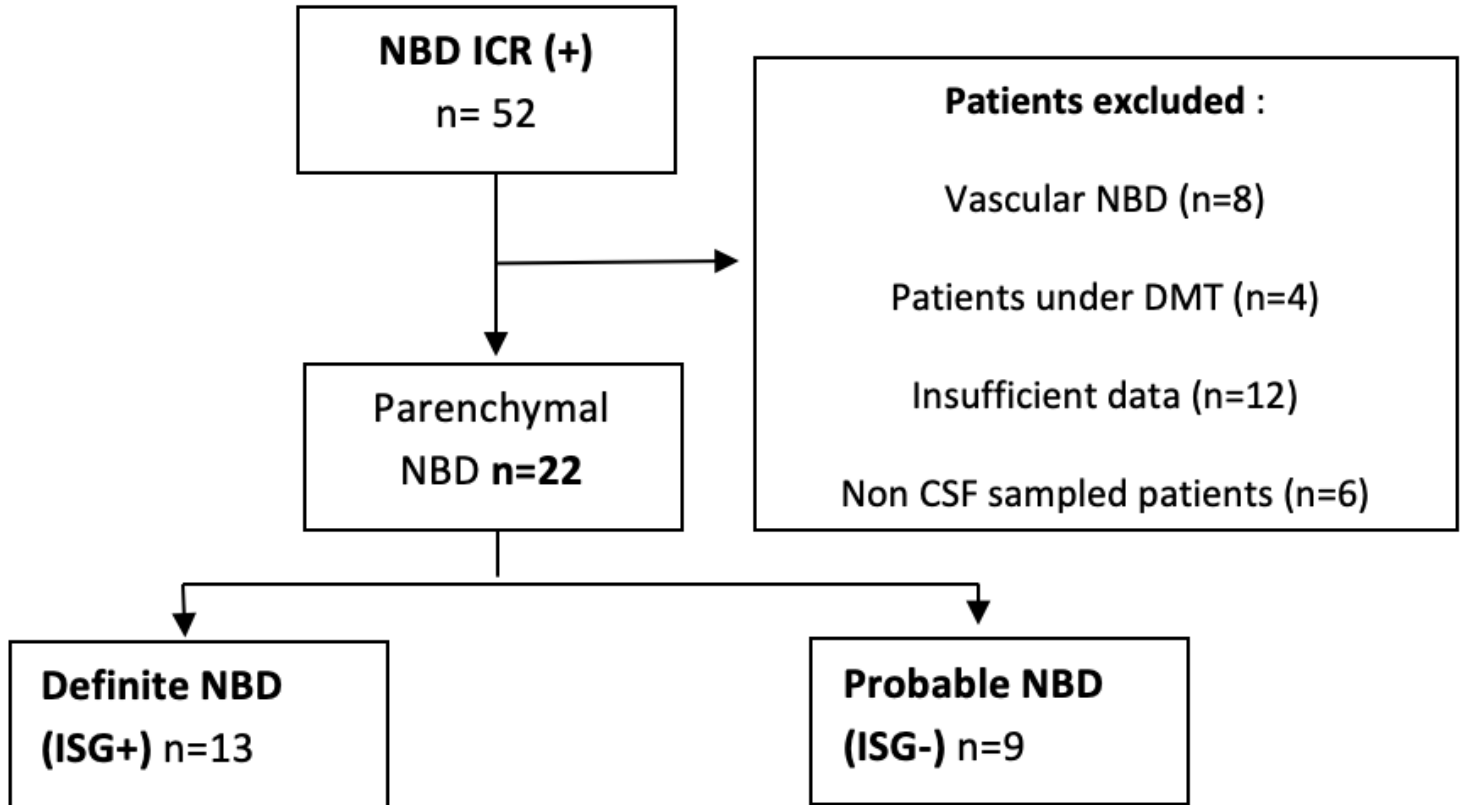 NBD ICR (+)
n= 52
Patients excluded :
Vascular NBD (n=8)
Patients under DMT (n=4)
Insufficient data (n=12)
Non CSF sampled patients (n=6)
Parenchymal
NBD n=22
Definite NBD
(ISG+) n=13
Probable NBD
(ISG-) n=9